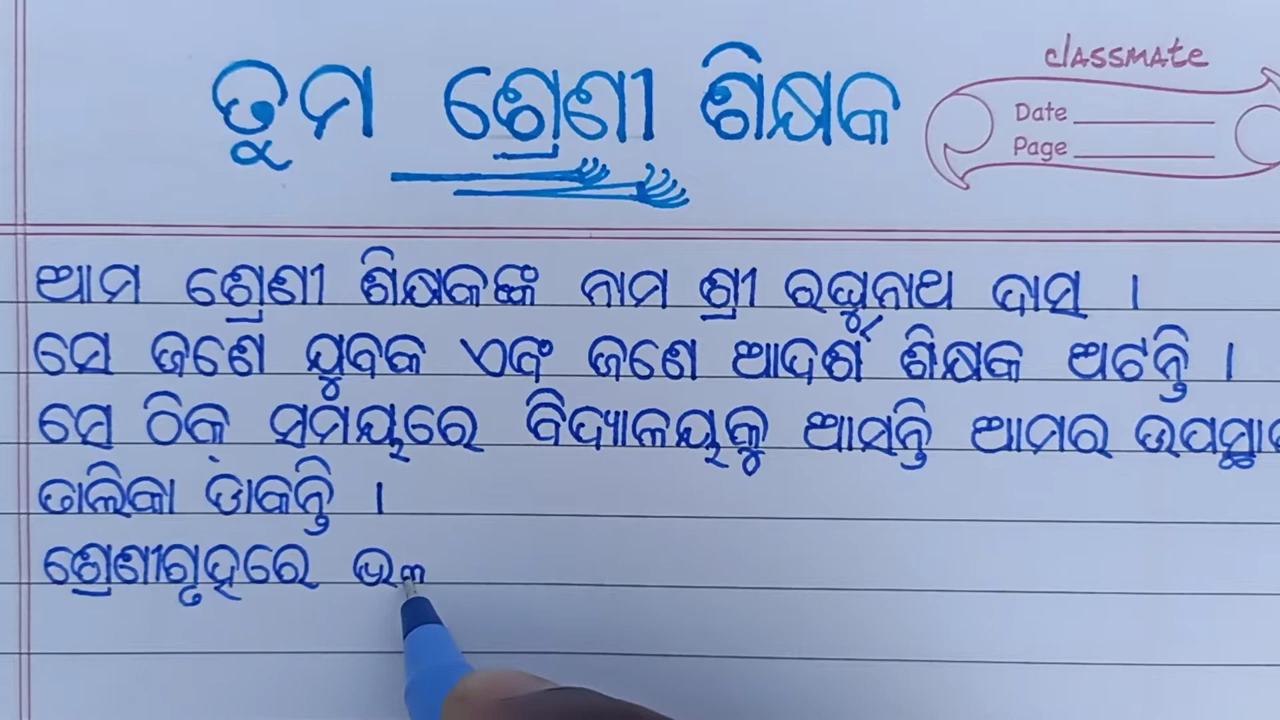 ତୁମ ଶ୍ରେଣୀ ଶିକ୍ଷକ
classmate
Date
Page
ଆମ ଶ୍ରେଣୀ ଶିକ୍ଷକଙ୍କ ନାମ ଶ୍ରୀ ରଘୁନାଥ ଦାସ ।
ସେ ଜଣେ ଯୁବକ ଏବଂ ଜଣେ ଆଦର୍ଶ ଶିକ୍ଷକ ଅଟନ୍ତି ।
ସେ ଠିକ୍ ସମୟରେ ବିଦ୍ୟାଳୟକୁ ଆସନ୍ତି ଆମର
ତାଲିକା ଡାକନ୍ତି ।
ଶ୍ରେଣୀଗୃହରେ